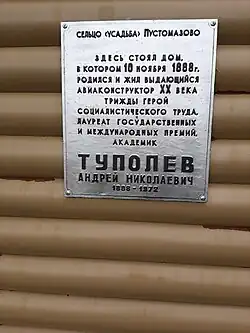 СЕЛЬЦО (УСАДЬБА) ПУСТОМАЗОВО
ЗДЕСЬ СТОЯЛ ДОМ,
В КОТОРОМ 10 НОЯБРЯ 1888г.
РОДИЛСЯ И ЖИЛ ВЫДАЮЩИЙСЯ
АВИАКОНСТРУКТОР XX ВЕКА
ТРИЖДЫ ГЕРОЙ
СОЦИАЛИСТИЧЕСКОГО ТРУДА,
ЛАУРЕАТ ГОСУДАРСТВЕННЫХ
И МЕЖДУНАРОДНЫХ ПРЕМИЙ,
АКАДЕМИК
ТУПОЛЕВ
АНДРЕЙ НИКОЛАЕВИЧ
1888 - 1972